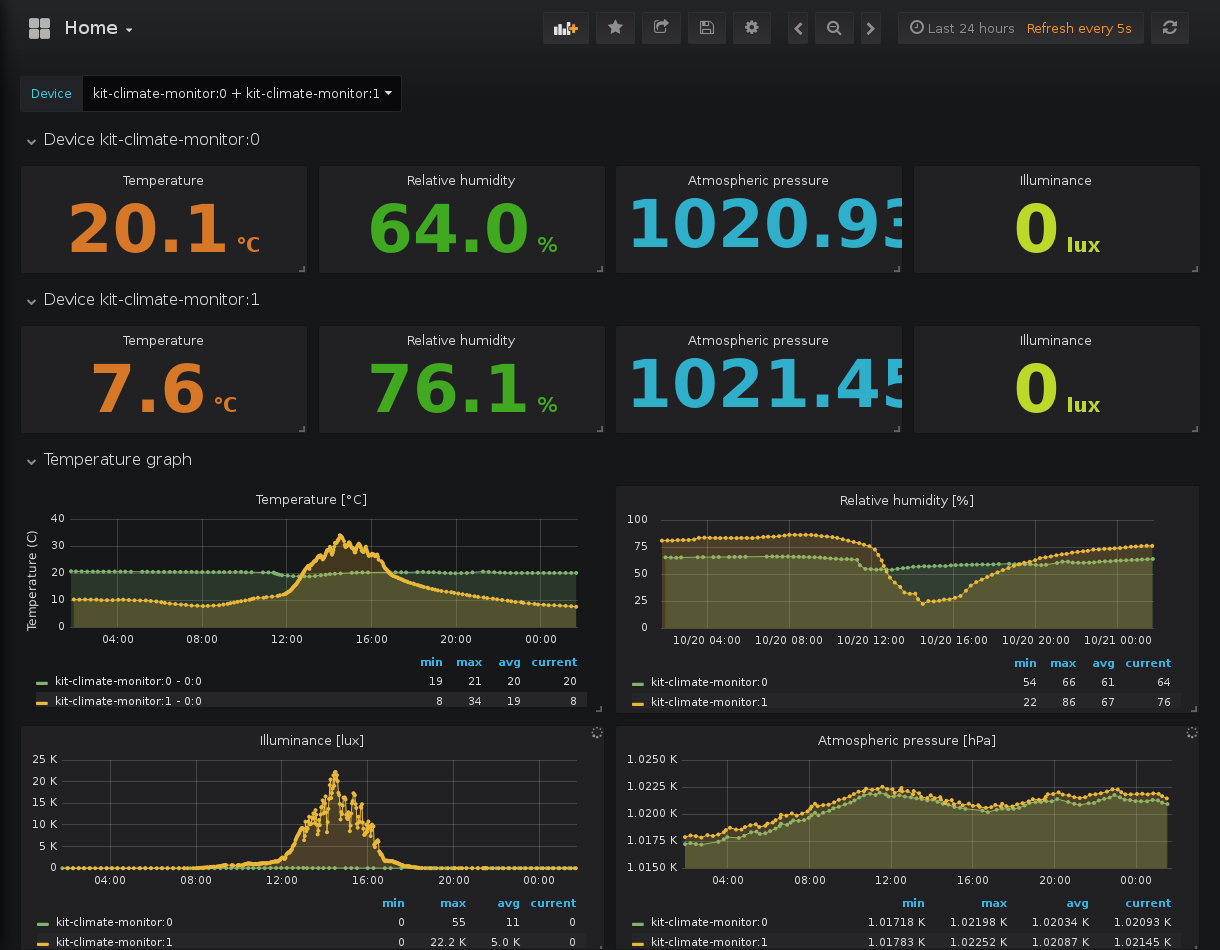 Home
Last 24 hours Refresh every 5s
Device kit-climate-monitor:0 + kit-climate-monitor:1
Device kit-climate-monitor:0
Temperature Relative humidity Atmospheric pressure Illuminance
20.1 °C 64.0 % 1020.93 0 lux
Device kit-climate-monitor:1
Temperature Relative humidity Atmospheric pressure Illuminance
7.6 °C 76.1 % 1021.45 0 lux
Temperature graph
Temperature [°C]
Temperature (C)
40
30
20
10
0
04:00 08:00 12:00 16:00 20:00 00:00
min max avg current
kit-climate-monitor:0 - 0:0 19 21 20 20
kit-climate-monitor:1 - 0:0 8 34 19 8
Relative humidity [%]
100
75
50
25
0
10/20 04:00 10/20 08:00 10/20 12:00 10/20 16:00 10/20 20:00 10/21 00:00
min max avg current
kit-climate-monitor:0 54 66 61 64
kit-climate-monitor:1 22 86 67 76
Illuminance [lux]
25 K
20 K
15 K
10 K
5 K
0
04:00 08:00 12:00 16:00 20:00 00:00
min max avg current
kit-climate-monitor:0 0 55 11 0
kit-climate-monitor:1 0 22.2 K 5.0 K 0
Atmospheric pressure [hPa]
1.0250 K
1.0225 K
1.0200 K
1.0175 K
1.0150 K
04:00 08:00 12:00 16:00 20:00 00:00
min max avg current
kit-climate-monitor:0 1.01718 K 1.02198 K 1.02034 K 1.02093 K
kit-climate-monitor:1 1.01783 K 1.02252 K 1.02087 K 1.02145 K